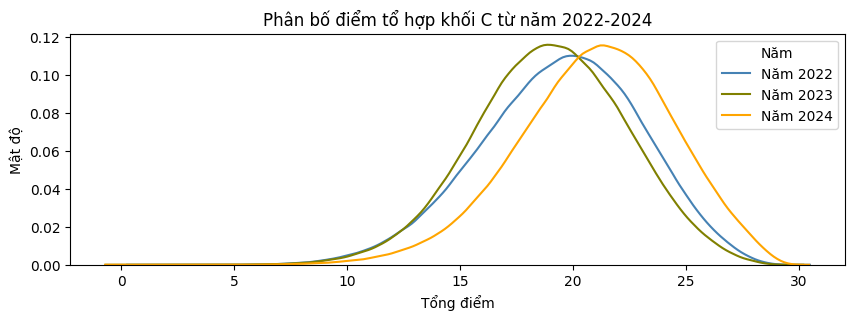 Phân bố điểm tổ hợp khối C từ năm 2022-2024
Mật độ
0.12
0.10
0.08
0.06
0.04
0.02
0.00
Năm
Năm 2022
Năm 2023
Năm 2024
0 5 10 15 20 25 30
Tổng điểm